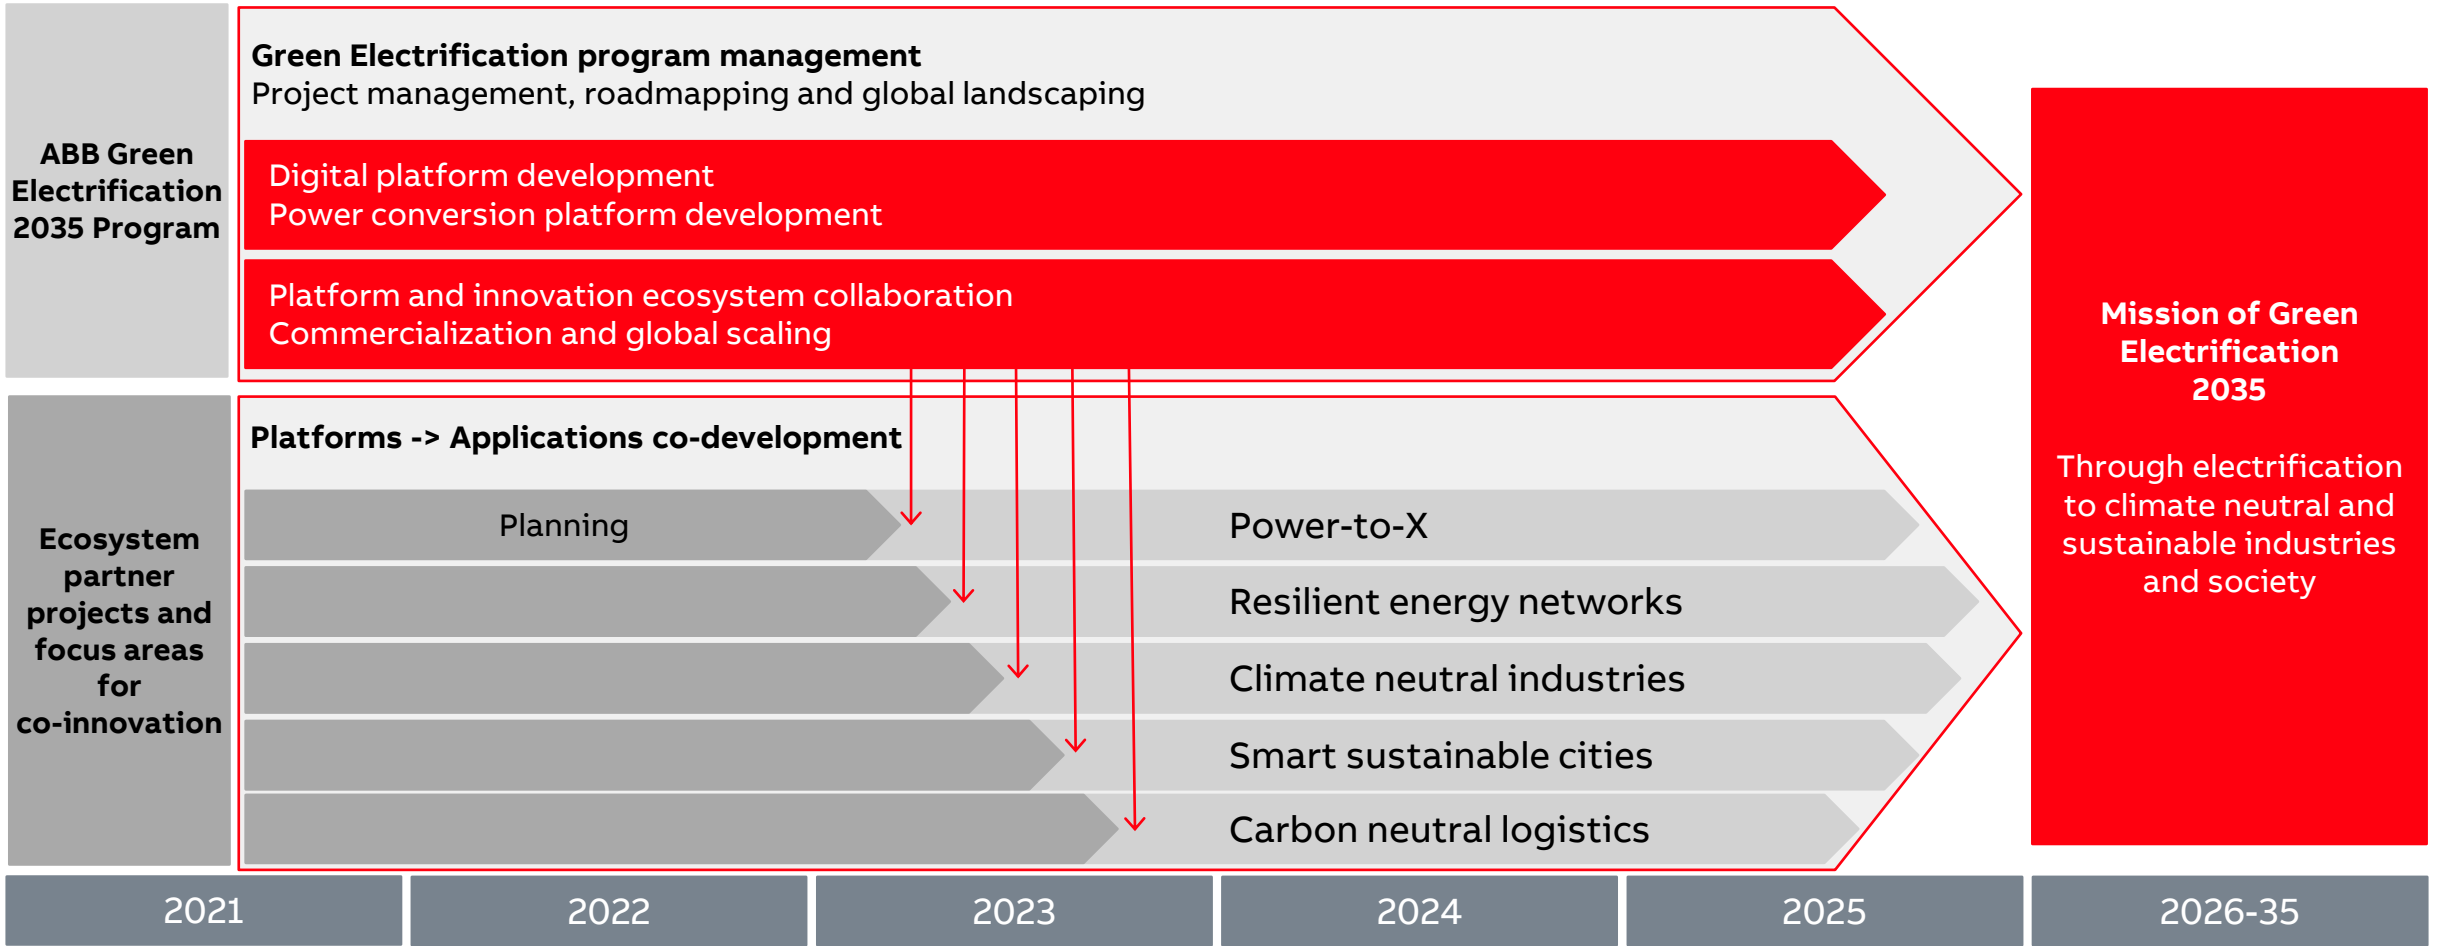 ABB Green
Electrification
2035 Program
Green Electrification program management
Project management, roadmapping and global landscaping
Digital platform development
Power conversion platform development
Platform and innovation ecosystem collaboration
Commercialization and global scaling
Ecosystem
partner
projects and
focus areas
for
co-innovation
Platforms -> Applications co-development
Planning
Power-to-X
Resilient energy networks
Climate neutral industries
Smart sustainable cities
Carbon neutral logistics
Mission of Green
Electrification
2035
Through electrification
to climate neutral and
sustainable industries
and society
2021
2022
2023
2024
2025
2026-35